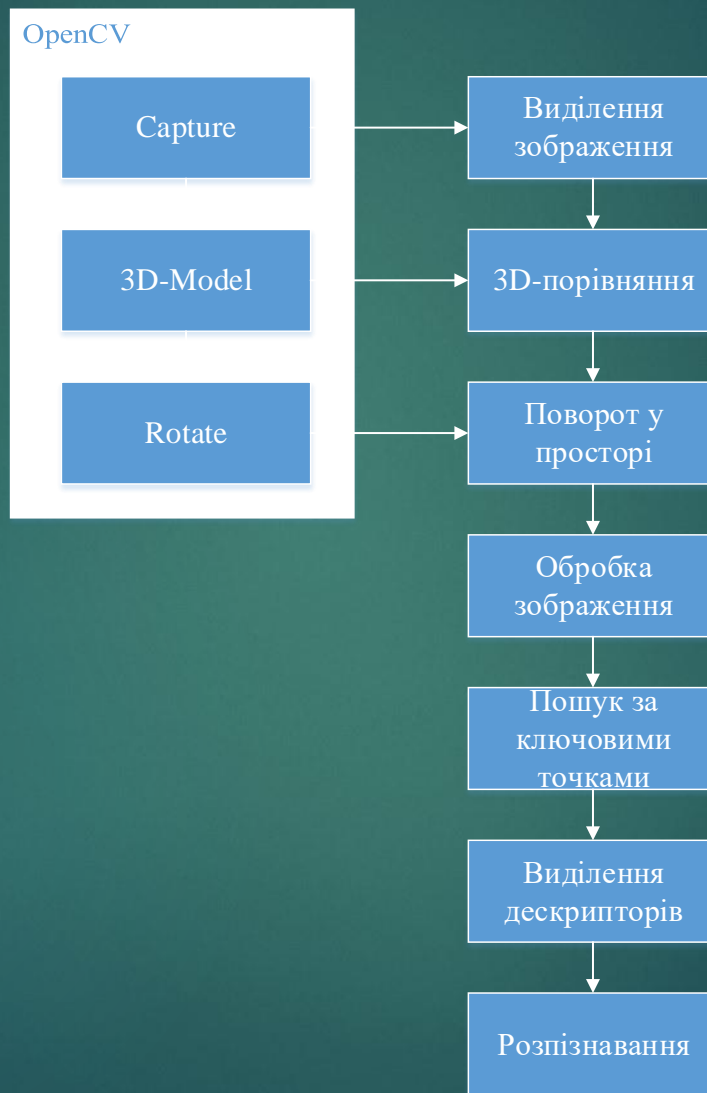 OpenCV
Capture
3D-Model
Rotate
Виділення
зображення
3D-порівняння
Поворот у
просторі
Обробка
зображення
Пошук за
ключовими
точками
Виділення
дескрипторів
Розпізнавання